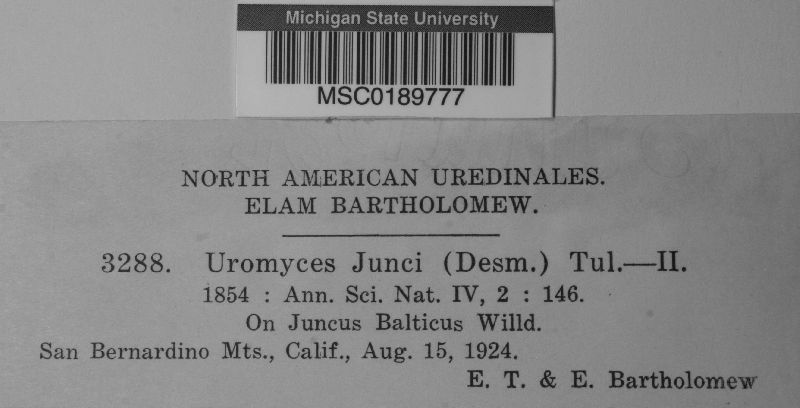 Michigan State University
MSC0189777
NORTH AMERICAN UREDINALES.
ELAM BARTHOLOMEW.
3288. Uromyces Junci (Desm.) Tul.—II.
1854 : Ann. Sci. Nat. IV, 2 : 146.
On Juncus Balticus Willd.
San Bernardino Mts., Calif., Aug. 15, 1924.
E. T. & E. Bartholomew